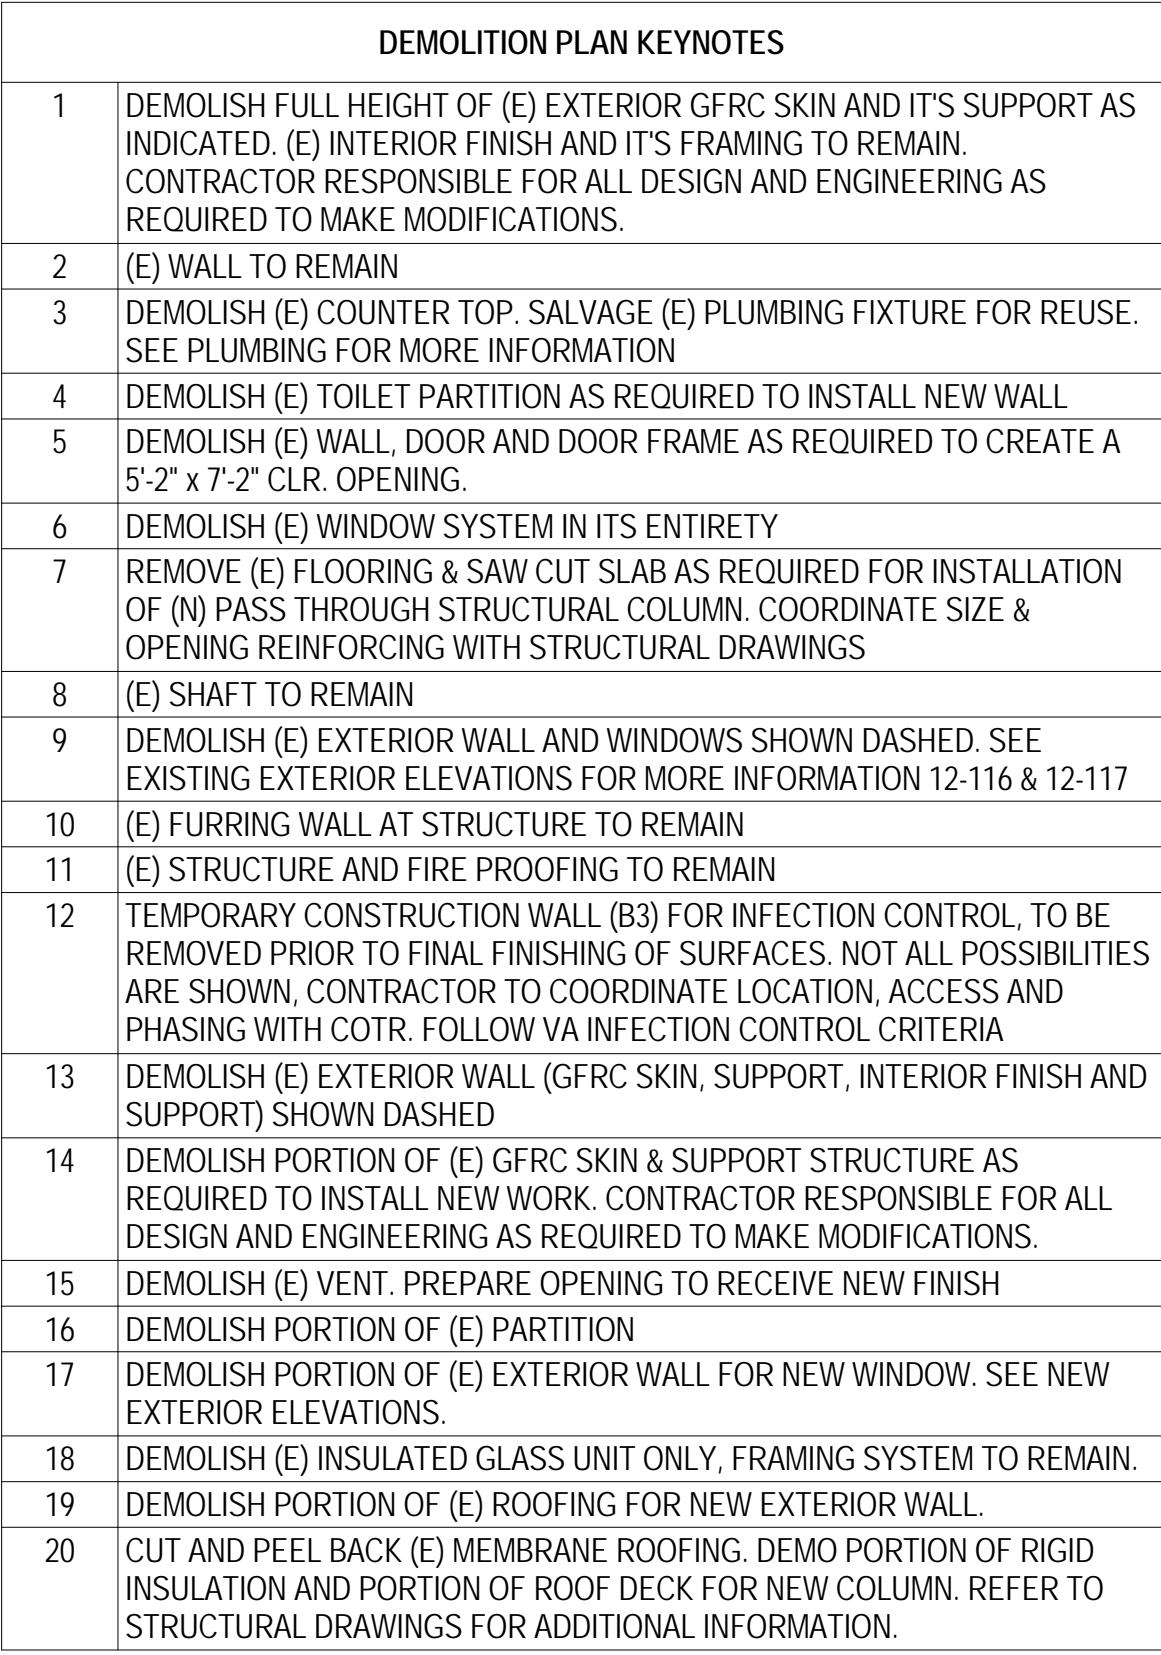 DEMOLITION PLAN KEYNOTES
1 DEMOLISH FULL HEIGHT OF (E) EXTERIOR GFRC SKIN AND IT'S SUPPORT AS
INDICATED. (E) INTERIOR FINISH AND IT'S FRAMING TO REMAIN.
CONTRACTOR RESPONSIBLE FOR ALL DESIGN AND ENGINEERING AS
REQUIRED TO MAKE MODIFICATIONS.
2 (E) WALL TO REMAIN
3 DEMOLISH (E) COUNTER TOP. SALVAGE (E) PLUMBING FIXTURE FOR REUSE.
SEE PLUMBING FOR MORE INFORMATION
4 DEMOLISH (E) TOILET PARTITION AS REQUIRED TO INSTALL NEW WALL
5 DEMOLISH (E) WALL, DOOR AND DOOR FRAME AS REQUIRED TO CREATE A
5'-2" x 7'-2" CLR. OPENING.
6 DEMOLISH (E) WINDOW SYSTEM IN ITS ENTIRETY
7 REMOVE (E) FLOORING & SAW CUT SLAB AS REQUIRED FOR INSTALLATION
OF (N) PASS THROUGH STRUCTURAL COLUMN. COORDINATE SIZE &
OPENING REINFORCING WITH STRUCTURAL DRAWINGS
8 (E) SHAFT TO REMAIN
9 DEMOLISH (E) EXTERIOR WALL AND WINDOWS SHOWN DASHED. SEE
EXISTING EXTERIOR ELEVATIONS FOR MORE INFORMATION 12-116 & 12-117
10 (E) FURRING WALL AT STRUCTURE TO REMAIN
11 (E) STRUCTURE AND FIRE PROOFING TO REMAIN
12 TEMPORARY CONSTRUCTION WALL (B3) FOR INFECTION CONTROL, TO BE
REMOVED PRIOR TO FINAL FINISHING OF SURFACES. NOT ALL POSSIBILITIES
ARE SHOWN, CONTRACTOR TO COORDINATE LOCATION, ACCESS AND
PHASING WITH COTR. FOLLOW VA INFECTION CONTROL CRITERIA
13 DEMOLISH (E) EXTERIOR WALL (GFRC SKIN, SUPPORT, INTERIOR FINISH AND
SUPPORT) SHOWN DASHED
14 DEMOLISH PORTION OF (E) GFRC SKIN & SUPPORT STRUCTURE AS
REQUIRED TO INSTALL NEW WORK. CONTRACTOR RESPONSIBLE FOR ALL
DESIGN AND ENGINEERING AS REQUIRED TO MAKE MODIFICATIONS.
15 DEMOLISH (E) VENT. PREPARE OPENING TO RECEIVE NEW FINISH
16 DEMOLISH PORTION OF (E) PARTITION
17 DEMOLISH PORTION OF (E) EXTERIOR WALL FOR NEW WINDOW. SEE NEW
EXTERIOR ELEVATIONS.
18 DEMOLISH (E) INSULATED GLASS UNIT ONLY, FRAMING SYSTEM TO REMAIN.
19 DEMOLISH PORTION OF (E) ROOFING FOR NEW EXTERIOR WALL.
20 CUT AND PEEL BACK (E) MEMBRANE ROOFING. DEMO PORTION OF RIGID
INSULATION AND PORTION OF ROOF DECK FOR NEW COLUMN. REFER TO
STRUCTURAL DRAWINGS FOR ADDITIONAL INFORMATION.